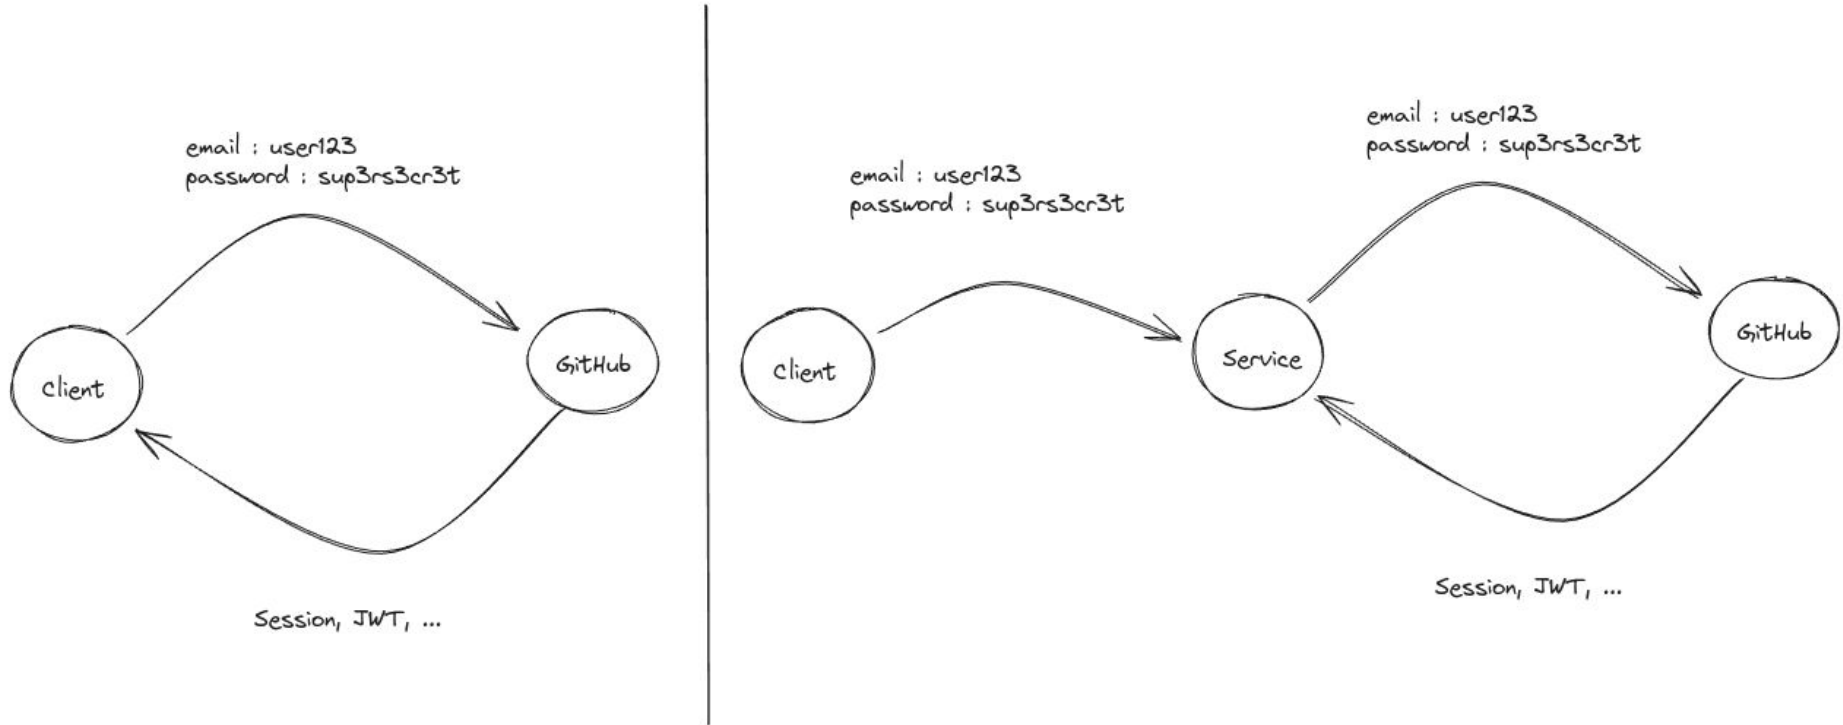 email : user123
password : sup3rs3cr3t
Client
GitHub
Session, JWT, ...
email : user123
password : sup3rs3cr3t
email : user123
password : sup3rs3cr3t
Client
Service
GitHub
Session, JWT, ...